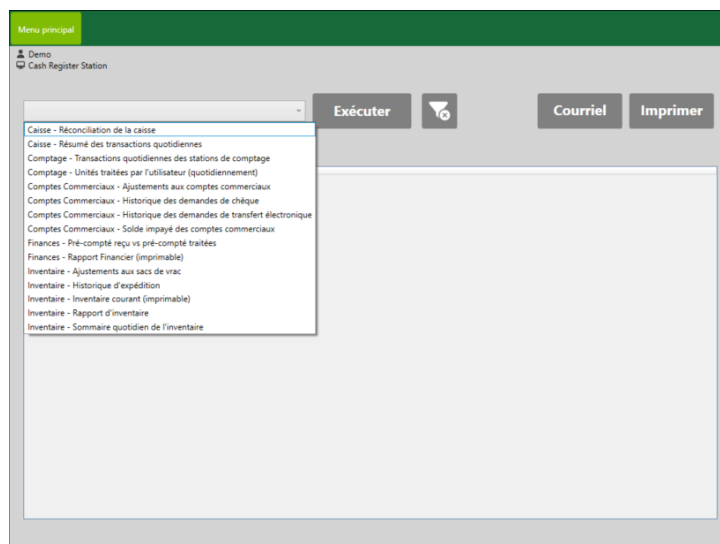 Menu principal
Demo
Cash Register Station
Exécuter
Courriel
Imprimer
Caisse - Réconciliation de la caisse
Caisse - Résumé des transactions quotidiennes
Comptage - Transactions quotidiennes des stations de comptage
Comptage - Unités traitées par l'utilisateur (quotidiennement)
Comptes Commerciaux - Ajustements aux comptes commerciaux
Comptes Commerciaux - Historique des demandes de chèque
Comptes Commerciaux - Historique des demandes de transfert électronique
Comptes Commerciaux - Solde impayé des comptes commerciaux
Finances - Pré-compté reçu vs pré-compté traitées
Finances - Rapport Financier (imprimable)
Inventaire - Ajustements aux sacs de vrac
Inventaire - Historique d'expédition
Inventaire - Inventaire courant (imprimable)
Inventaire - Rapport d'inventaire
Inventaire - Sommaire quotidien de l'inventaire